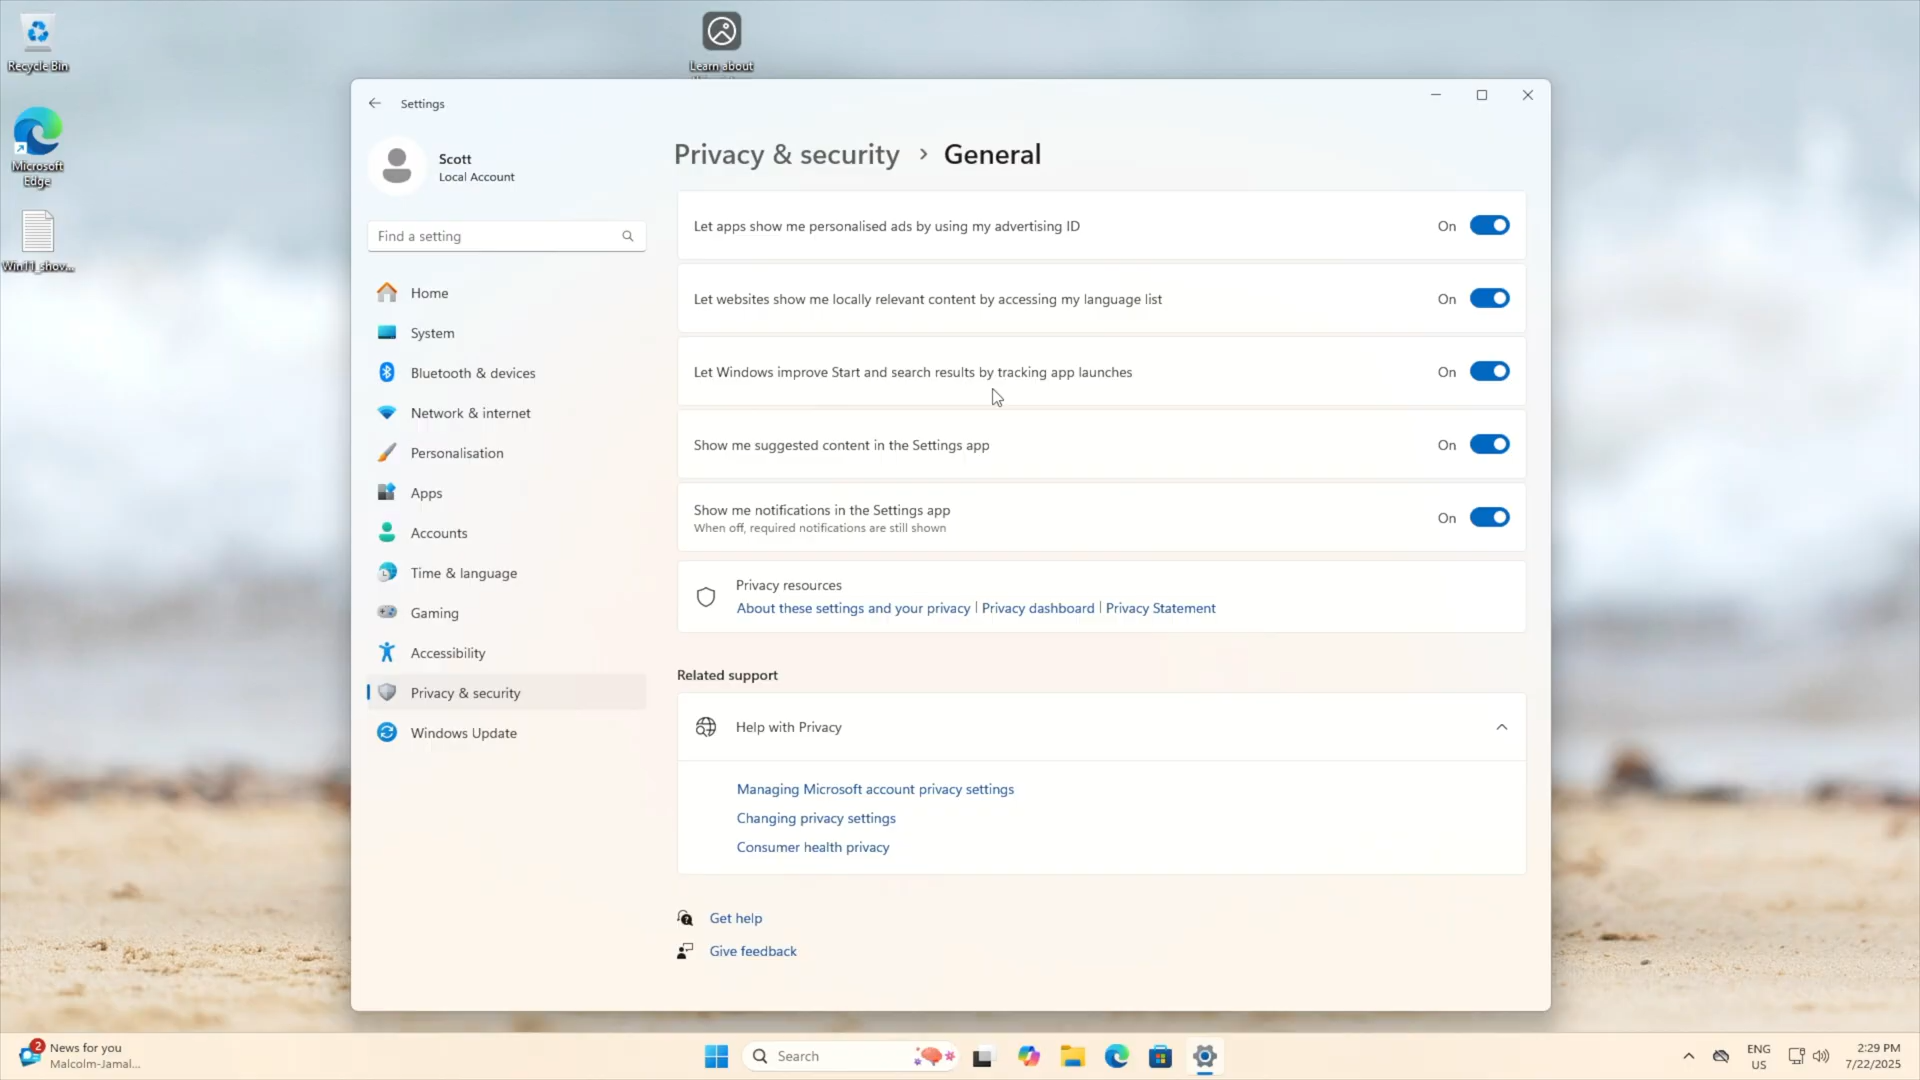 Recycle Bin
Learn about
Microsoft
Edge
Win11_show...
Settings
Scott
Local Account
Find a setting
Home
System
Bluetooth & devices
Network & internet
Personalisation
Apps
Accounts
Time & language
Gaming
Accessibility
Privacy & security
Windows Update
Privacy & security > General
Let apps show me personalised ads by using my advertising ID
On
Let websites show me locally relevant content by accessing my language list
On
Let Windows improve Start and search results by tracking app launches
On
Show me suggested content in the Settings app
On
Show me notifications in the Settings app
When off, required notifications are still shown
On
Privacy resources
About these settings and your privacy | Privacy dashboard | Privacy Statement
Related support
Help with Privacy
Managing Microsoft account privacy settings
Changing privacy settings
Consumer health privacy
Get help
Give feedback
2
News for you
Malcolm-Jamal...
Search
ENG
US
2:29 PM
7/22/2025